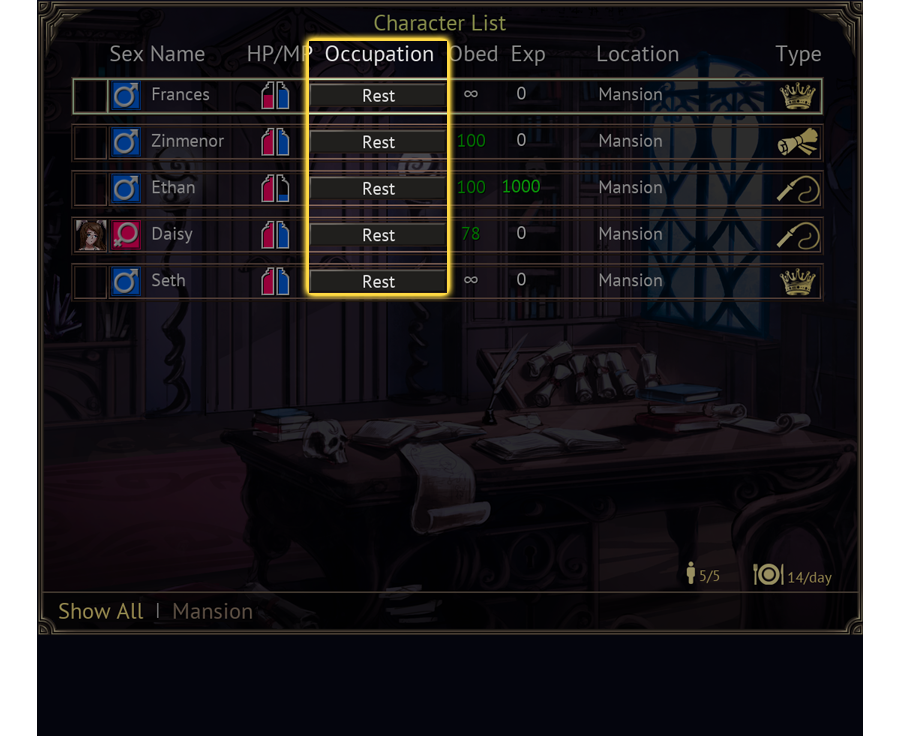 Character List
Sex Name HP/MP Occupation Obed Exp Location Type
Frances Rest ∞ 0 Mansion
Zinmenor Rest 100 0 Mansion
Ethan Rest 100 1000 Mansion
Daisy Rest 78 0 Mansion
Seth Rest ∞ 0 Mansion
5/5 14/day
Show All | Mansion